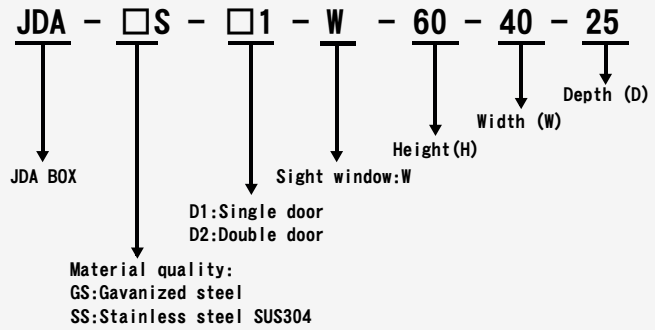 JDA - □S - □1 - W - 60 - 40 - 25
Depth (D)
Width (W)
Height(H)
JDA BOX
Sight window:W
D1:Single door
D2:Double door
Material quality:
GS:Gavanized steel
SS:Stainless steel SUS304